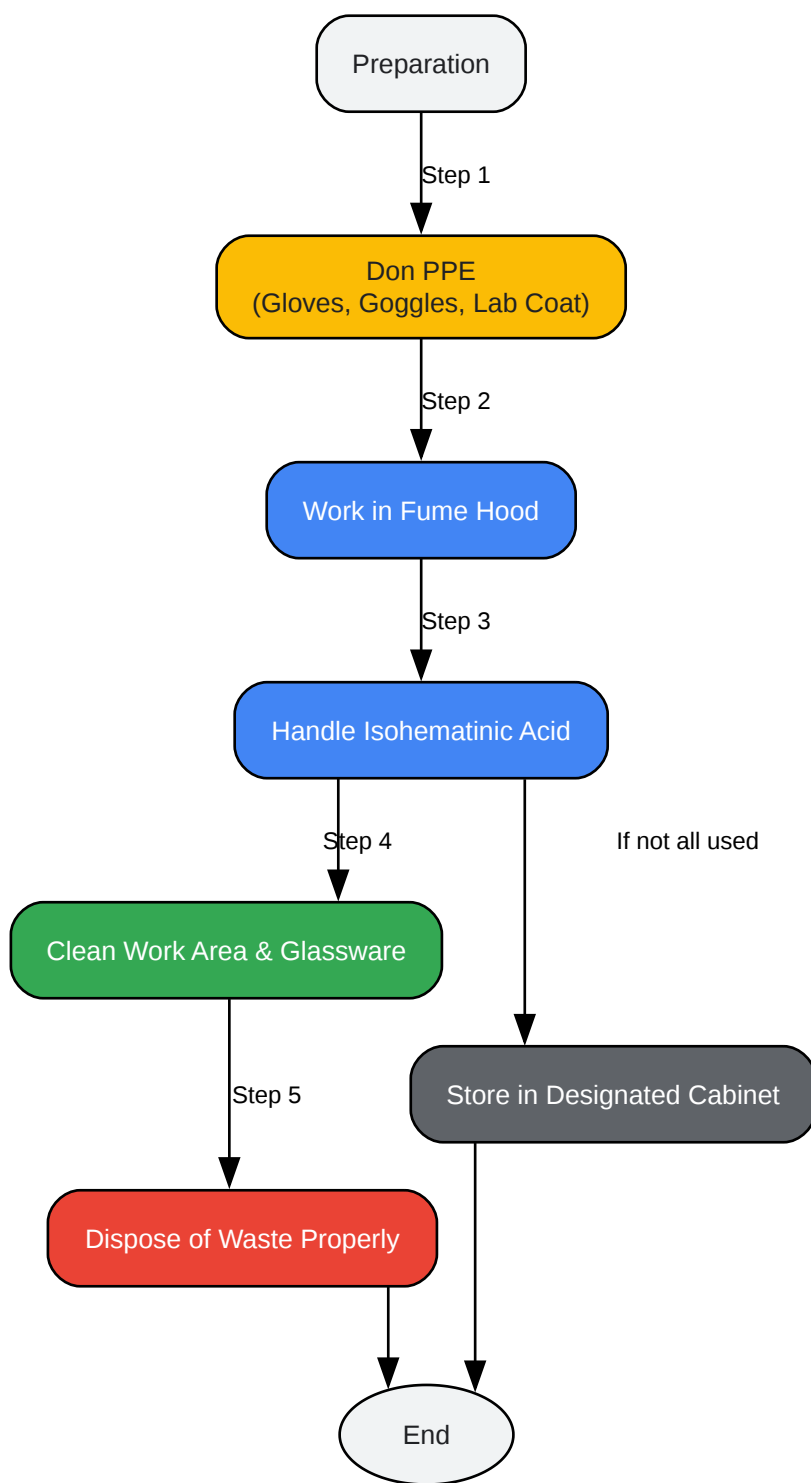 Preparation
Step 1
Don PPE
(Gloves, Goggles, Lab Coat)
Step 2
Work in Fume Hood
Step 3
Handle Isohematinic Acid
Step 4
If not all used
Clean Work Area & Glassware
Step 5
Store in Designated Cabinet
Dispose of Waste Properly
End